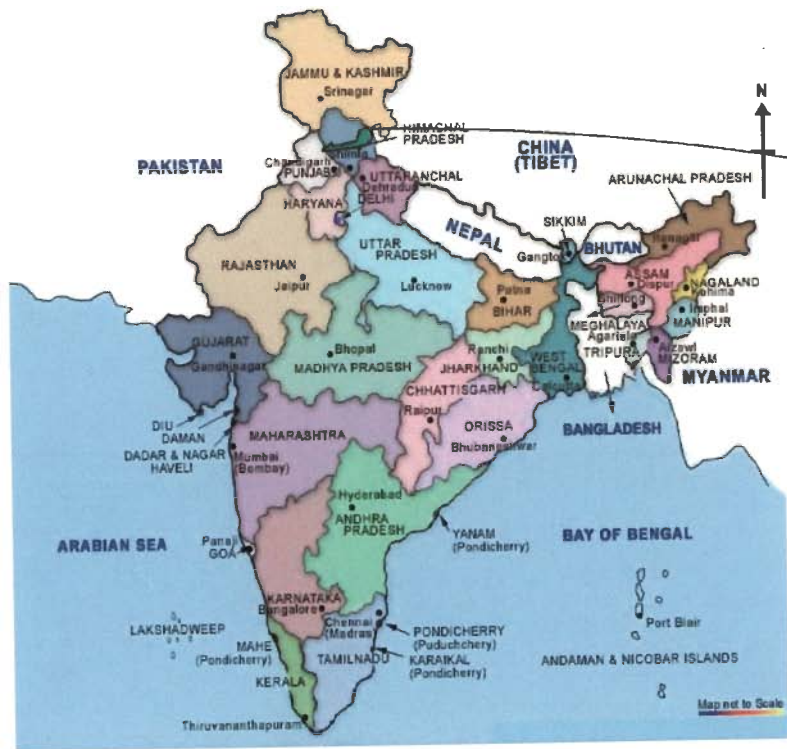 JAMMU & KASHMIR
Srinagar
N
HIMACHAL
PRADESH
CHINA
(TIBET)
PAKISTAN
Chandigarh
PUNJAB
UTTARANCHAL
Dehradun
DELHI
HARYANA
ARUNACHAL PRADESH
NEPAL
SIKKIM
Gangtok
BHUTAN
Itanagar
UTTAR
PRADESH
Lucknow
RAJASTHAN
Jaipur
ASSAM
Dispur
NAGALAND
Kohima
Shillong
Imphal
MANIPUR
Patna
BIHAR
MEGHALAYA
TRIPURA
Aizawl
MIZORAM
MYANMAR
GUJARAT
Gandhinagar
Bhopal
MADHYA PRADESH
Ranchi
JHARKHAND
WEST
BENGAL
CHHATTISGARH
Raipur
ORISSA
Bhubaneshwar
BANGLADESH
DIU
DAMAN
DADAR & NAGAR
HAVELI
MAHARASHTRA
Mumbai
(Bombay)
Hyderabad
ANDHRA
PRADESH
YANAM
(Pondicherry)
ARABIAN SEA
BAY OF BENGAL
Panaji
GOA
KARNATAKA
Bangalore
Chennai
(Madras)
PONDICHERRY
(Puduchchery)
KARAIKAL
(Pondicherry)
LAKSHADWEEP
MAHE
(Pondicherry)
TAMILNADU
KERALA
Thiruvananthapuram
Port Blair
ANDAMAN & NICOBAR ISLANDS
Map not to Scale